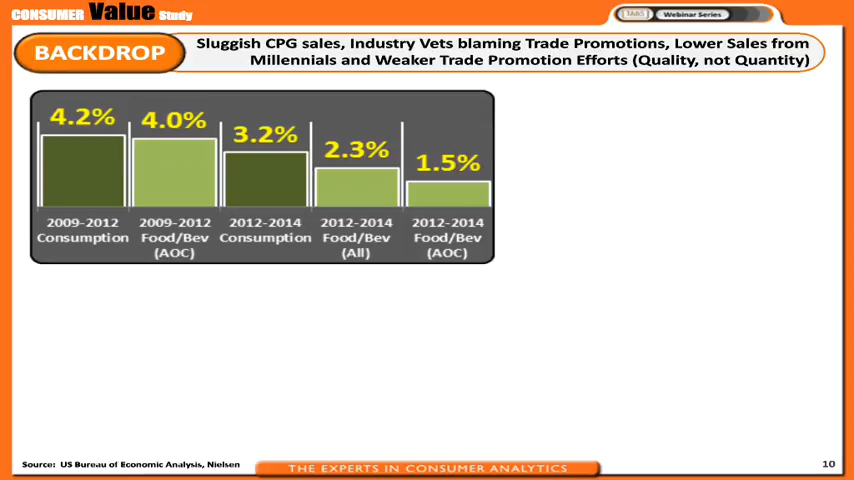 CONSUMER Value Study
TABS Webinar Series
BACKDROP
Sluggish CPG sales, Industry Vets blaming Trade Promotions, Lower Sales from
Millennials and Weaker Trade Promotion Efforts (Quality, not Quantity)
4.2% 4.0% 3.2% 2.3% 1.5%
2009-2012 2009-2012 2012-2014 2012-2014 2012-2014
Consumption Food/Bev Consumption Food/Bev Food/Bev
(AOC) (All) (AOC)
Source: US Bureau of Economic Analysis, Nielsen
THE EXPERTS IN CONSUMER ANALYTICS
10